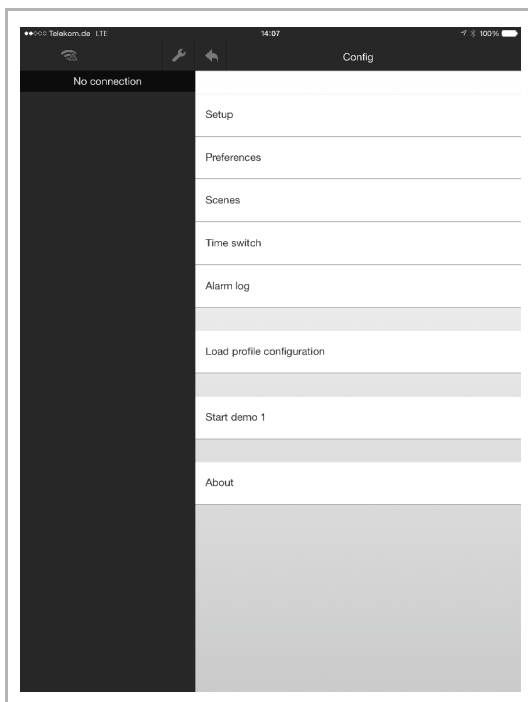 Telekom.de LTE 14:07 100%
Config
No connection
Setup
Preferences
Scenes
Time switch
Alarm log
Load profile configuration
Start demo 1
About